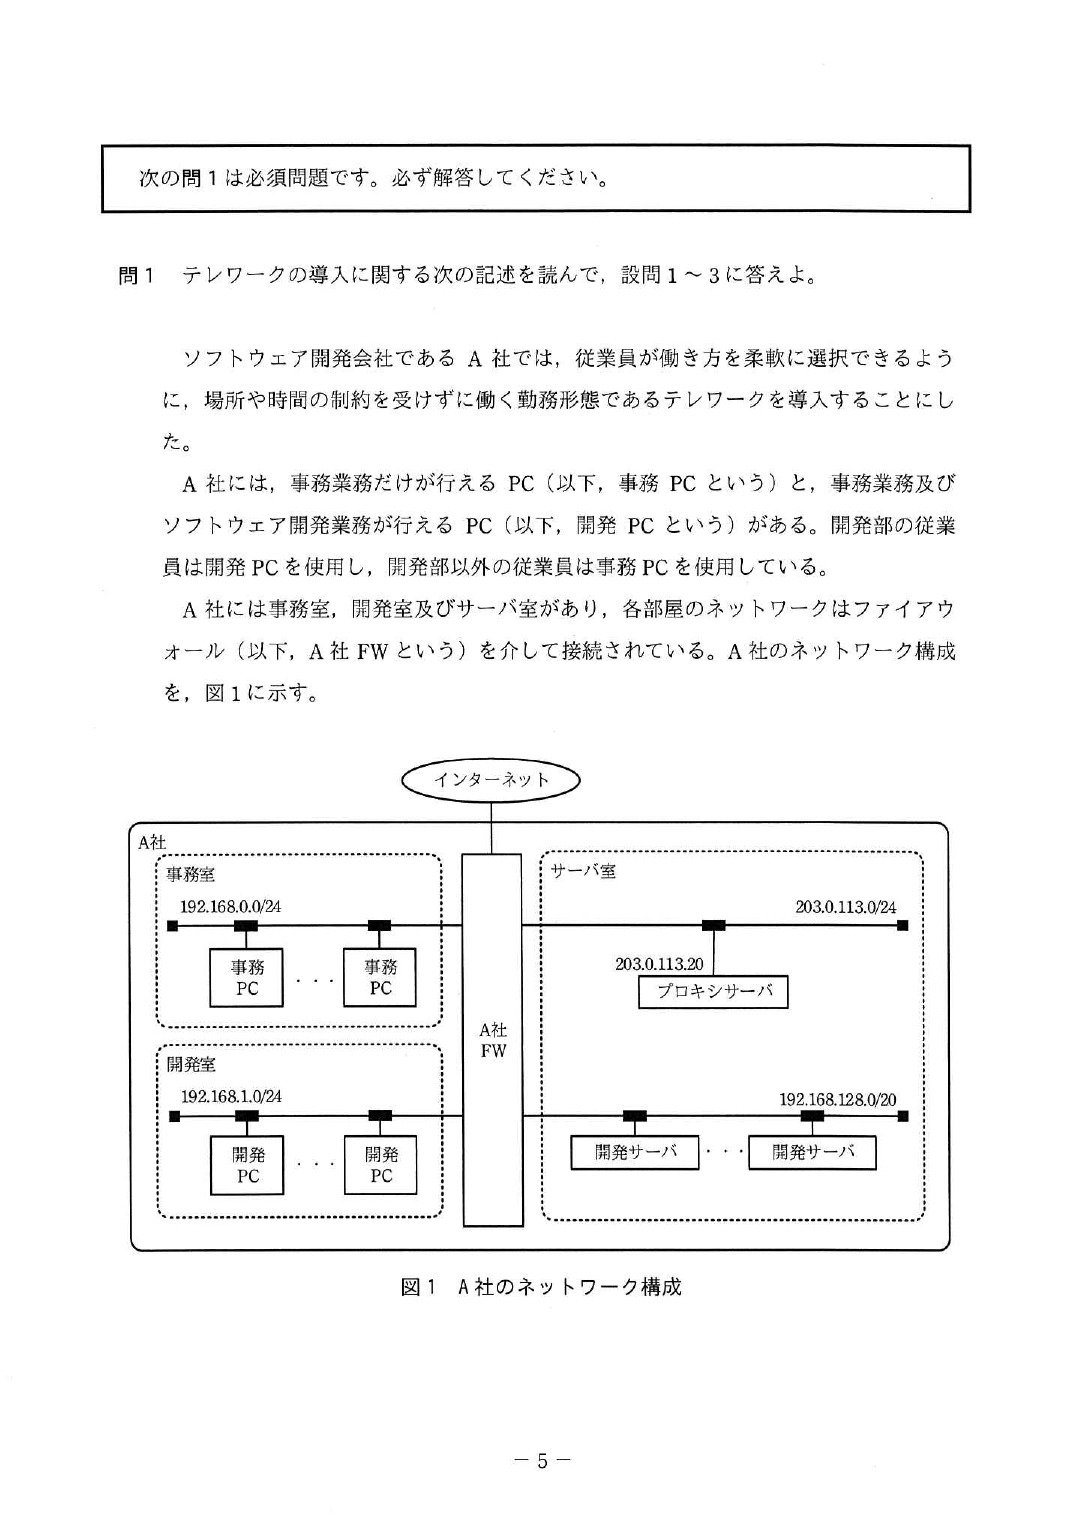 次の問1は必須問題です。必ず解答してください。
問1 テレワークの導入に関する次の記述を読んで，設問1～3に答えよ。
ソフトウェア開発会社である A 社では，従業員が働き方を柔軟に選択できるよう
に，場所や時間の制約を受けずに働く勤務形態であるテレワークを導入することにし
た。
A 社には，事務業務だけが行える PC（以下，事務 PC という）と，事務業務及び
ソフトウェア開発業務が行える PC（以下，開発 PC という）がある。開発部の従業
員は開発 PC を使用し，開発部以外の従業員は事務 PC を使用している。
A 社には事務室，開発室及びサーバ室があり，各部屋のネットワークはファイアウ
ォール（以下，A 社 FW という）を介して接続されている。A 社のネットワーク構成
を，図1に示す。
インターネット
A社
事務室
192.168.0.0/24
事務
PC
・・・
事務
PC
開発室
192.168.1.0/24
開発
PC
・・・
開発
PC
A社
FW
サーバ室
203.0.113.0/24
203.0.113.20
プロキシサーバ
192.168.128.0/20
開発サーバ
・・・
開発サーバ
図1 A社のネットワーク構成
－ 5 －